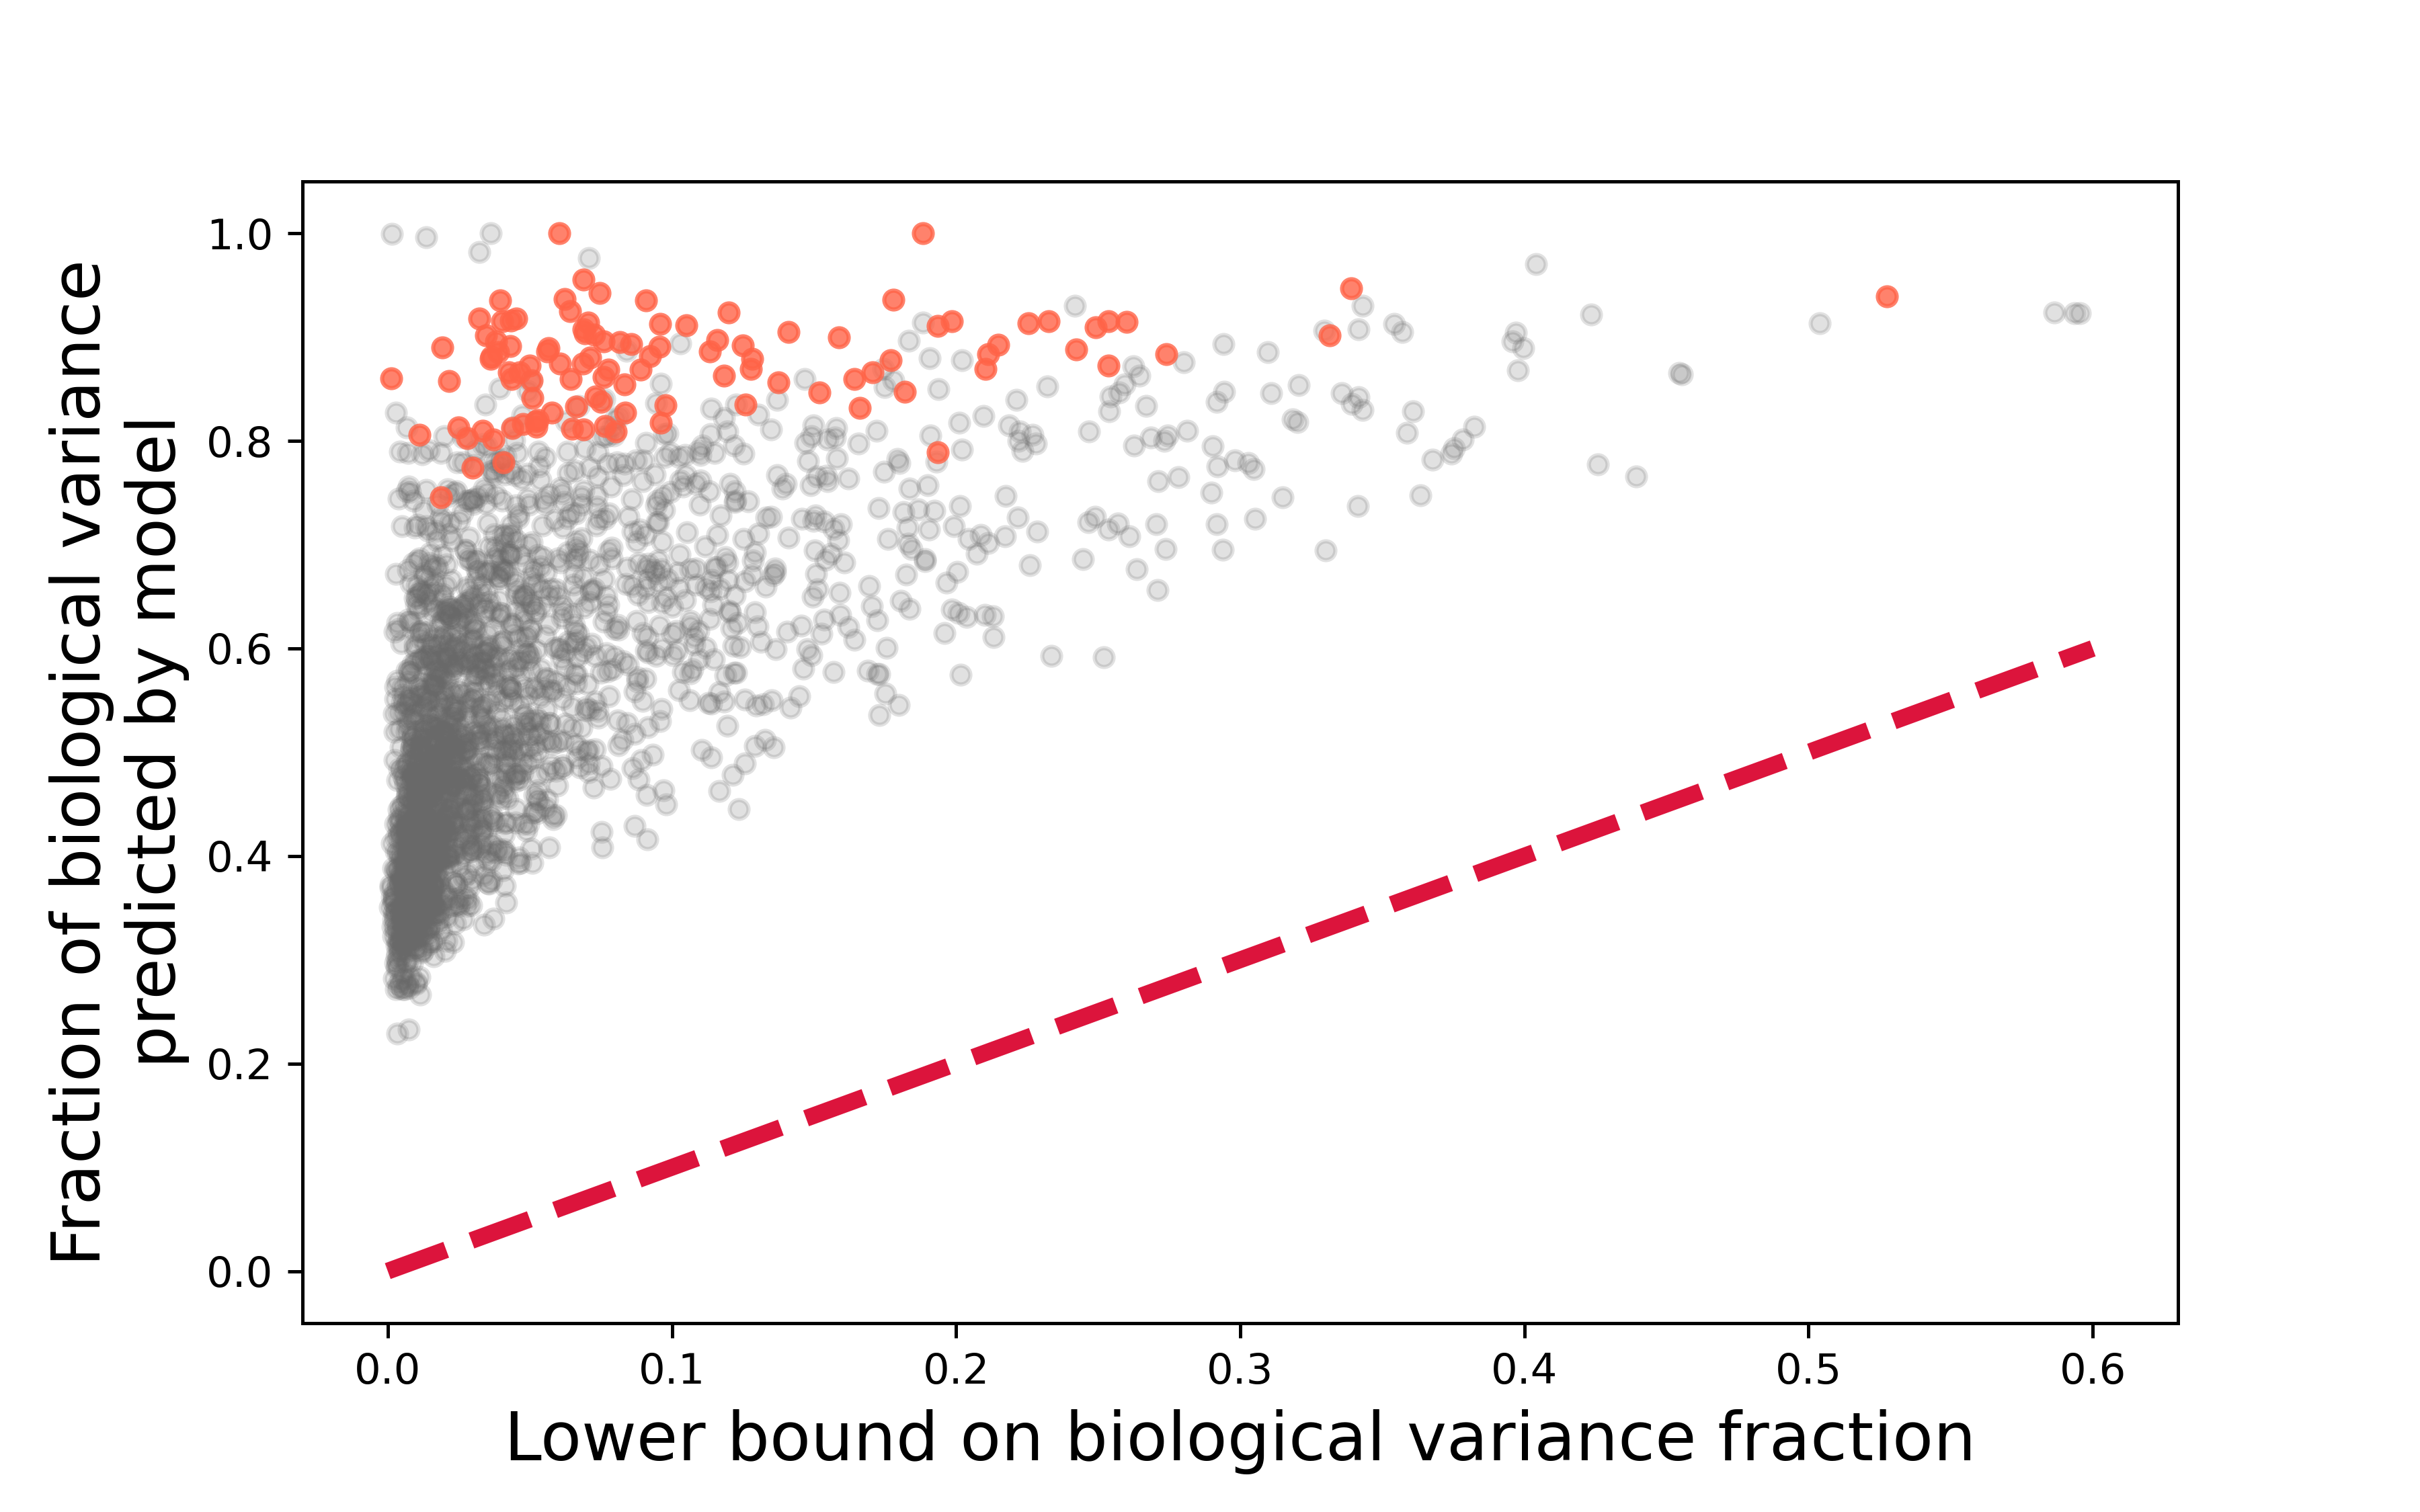 Fraction of biological variance
predicted by model
1.0
0.8
0.6
0.4
0.2
0.0
0.0 0.1 0.2 0.3 0.4 0.5 0.6
Lower bound on biological variance fraction